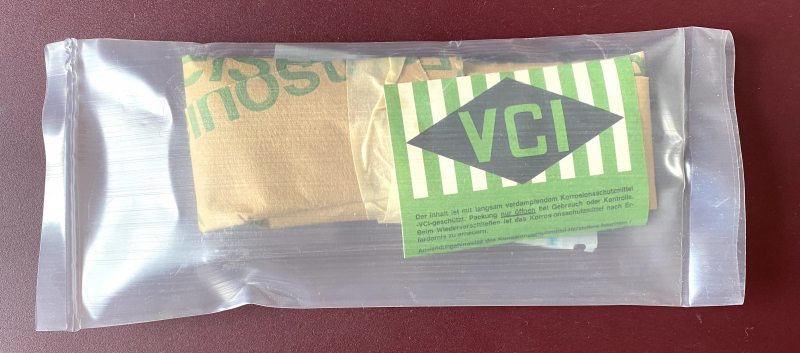 VCI
Der Inhalt ist mit langsam verdampfendem Korrosionsschutzmittel
-VCI-geschützt. Packung nur öffnen bei Gebrauch oder Kontrolle.
Beim Wiederverschließen ist das Korrosionsschutzmittel nach Er-
fordernis zu erneuern.